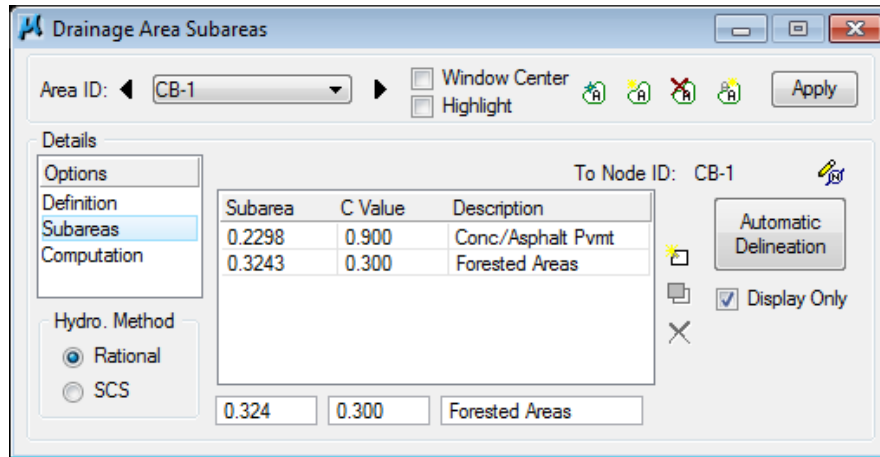 Drainage Area Subareas
Area ID: CB-1
Window Center
Highlight
Apply
Details
Options
Definition
Subareas
Computation
To Node ID: CB-1
Subarea C Value Description
0.2298 0.900 Conc/Asphalt Pvmt
0.3243 0.300 Forested Areas
Automatic
Delineation
Display Only
Hydro. Method
Rational
SCS
0.324 0.300 Forested Areas